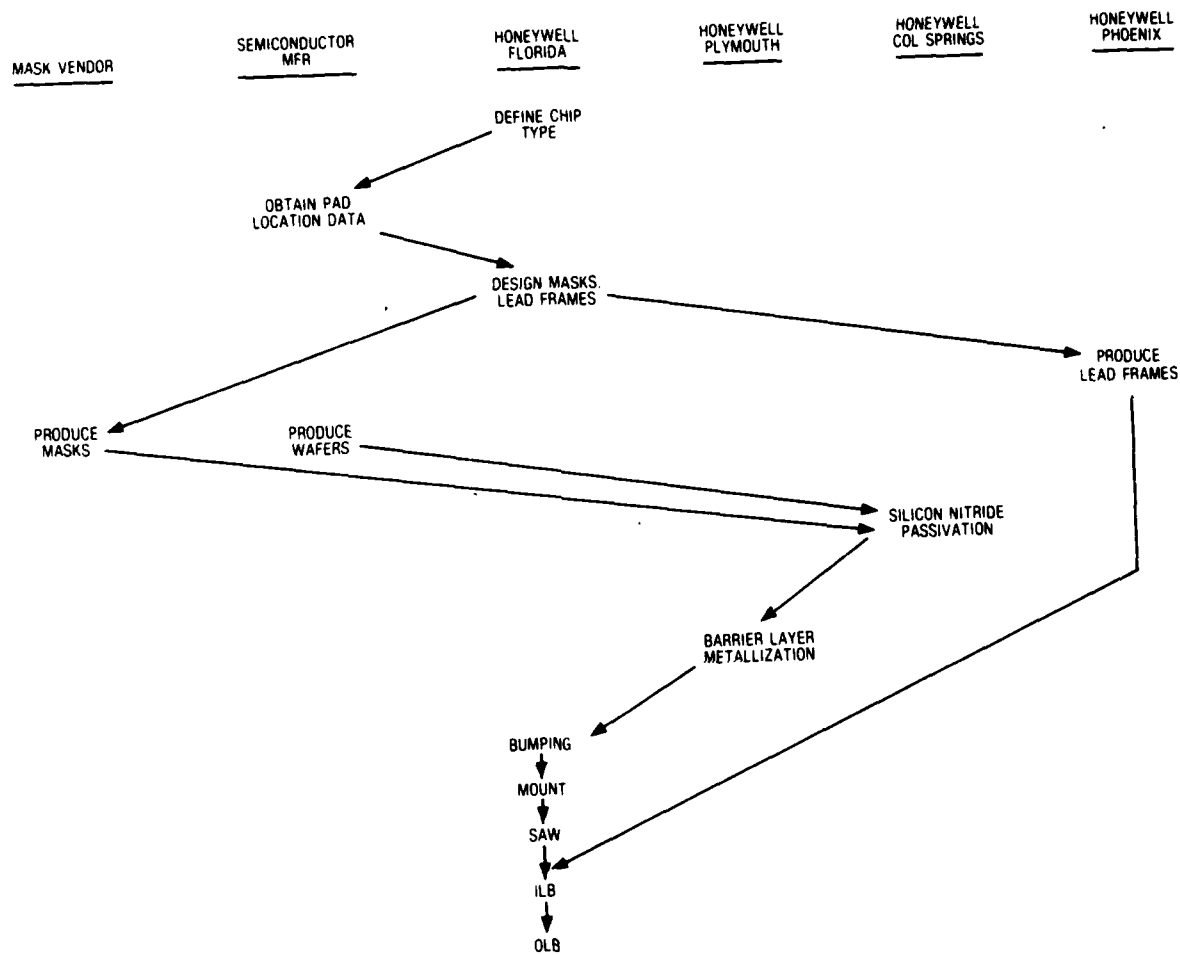 MASK VENDOR
SEMICONDUCTOR
MFR
HONEYWELL
FLORIDA
HONEYWELL
PLYMOUTH
HONEYWELL
COL SPRINGS
HONEYWELL
PHOENIX
DEFINE CHIP
TYPE
OBTAIN PAD
LOCATION DATA
DESIGN MASKS.
LEAD FRAMES
PRODUCE
LEAD FRAMES
PRODUCE
MASKS
PRODUCE
WAFERS
SILICON NITRIDE
PASSIVATION
BARRIER LAYER
METALLIZATION
BUMPING
MOUNT
SAW
ILB
OLB